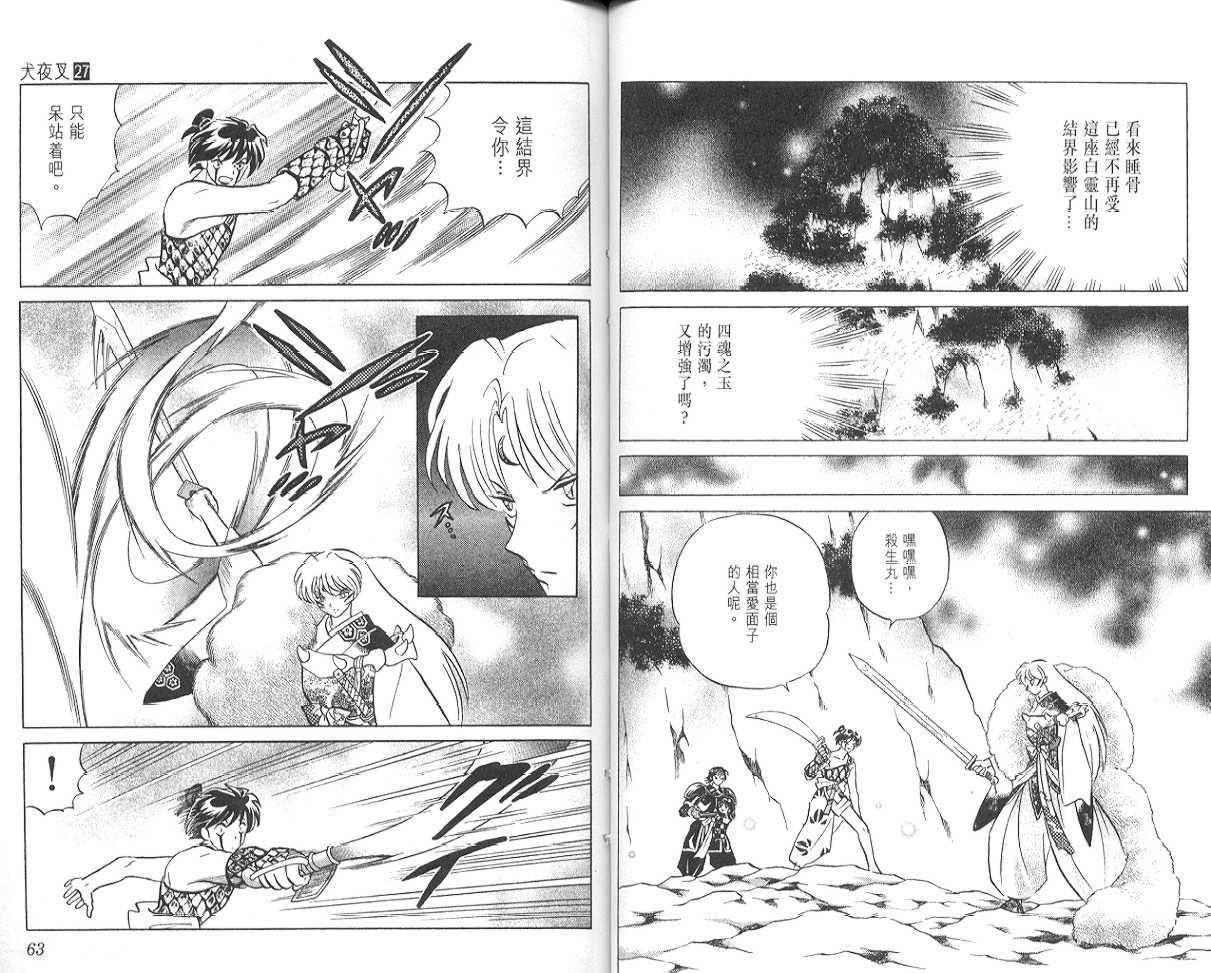 看來睡骨
已經不再受
這座白靈山的
結界影響了…
四魂之玉
的污濁，
又增強了嗎？
嘿嘿嘿，
殺生丸…
你也是個
相當愛面子
的人呢。
犬夜叉27
這結界
令你…
只能
呆站着吧。
！
63